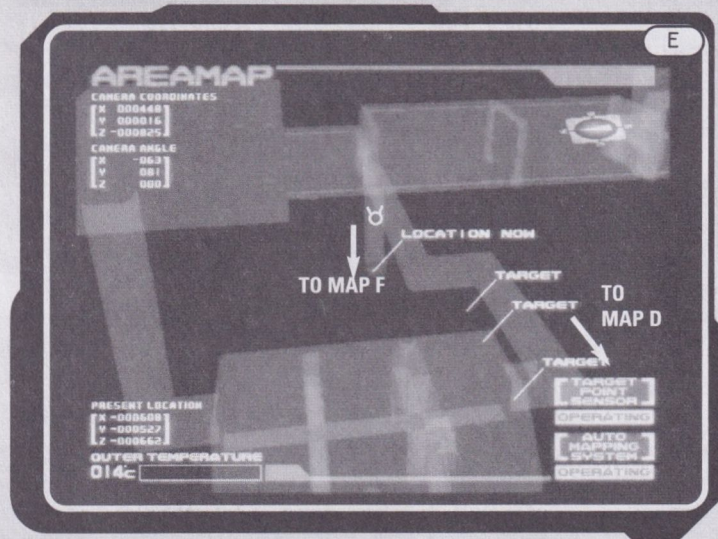 E
AREAMAP
CAMERA COORDINATES
X 000448
Y 000016
Z -000825
CAMERA ANGLE
X -063
Y 081
Z 000
LOCATION NOW
TO MAP F
TARGET
TARGET
TO
MAP D
TARGET
PRESENT LOCATION
X -000608
Y -000527
Z -000662
OUTER TEMPERATURE
014°C
TARGET
POINT
SENSOR
OPERATING
AUTO
MAPPING
SYSTEM
OPERATING